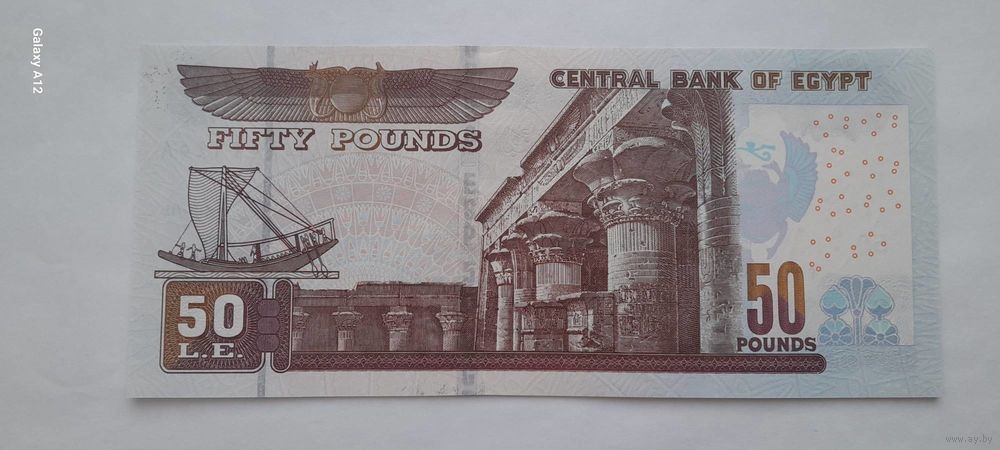 Galaxy A12
CENTRAL BANK OF EGYPT
FIFTY POUNDS
50
L.E.
50
POUNDS
www.ay.by